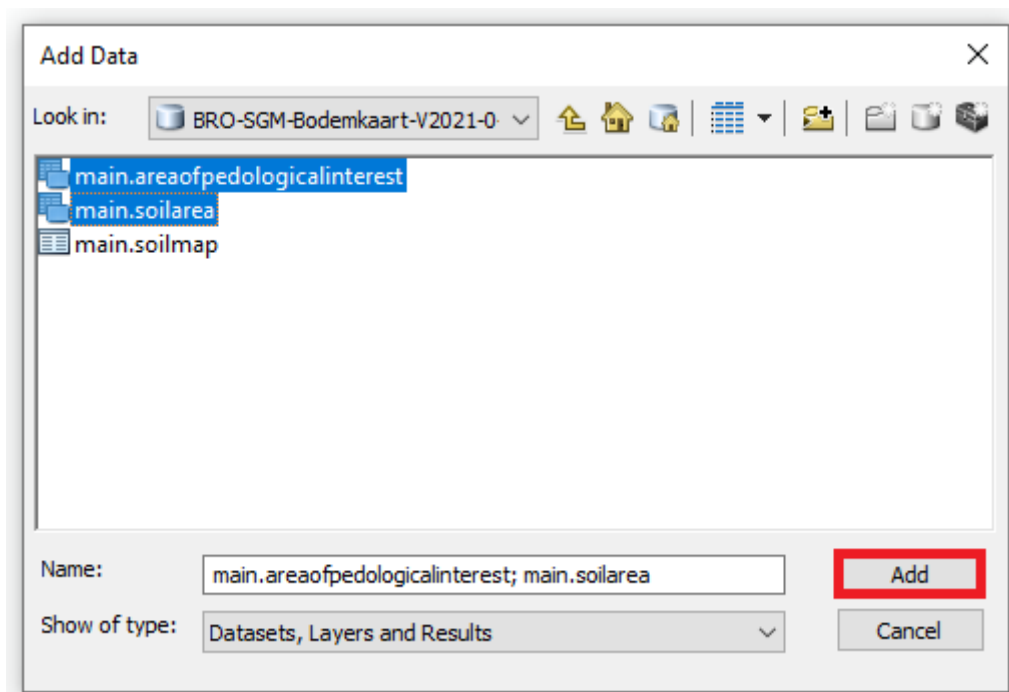 Add Data
Look in: BRO-SGM-Bodemkaart-V2021-0
main.areaofpedologicalinterest
main.soilarea
main.soilmap
Name: main.areaofpedologicalinterest; main.soilarea Add
Show of type: Datasets, Layers and Results Cancel